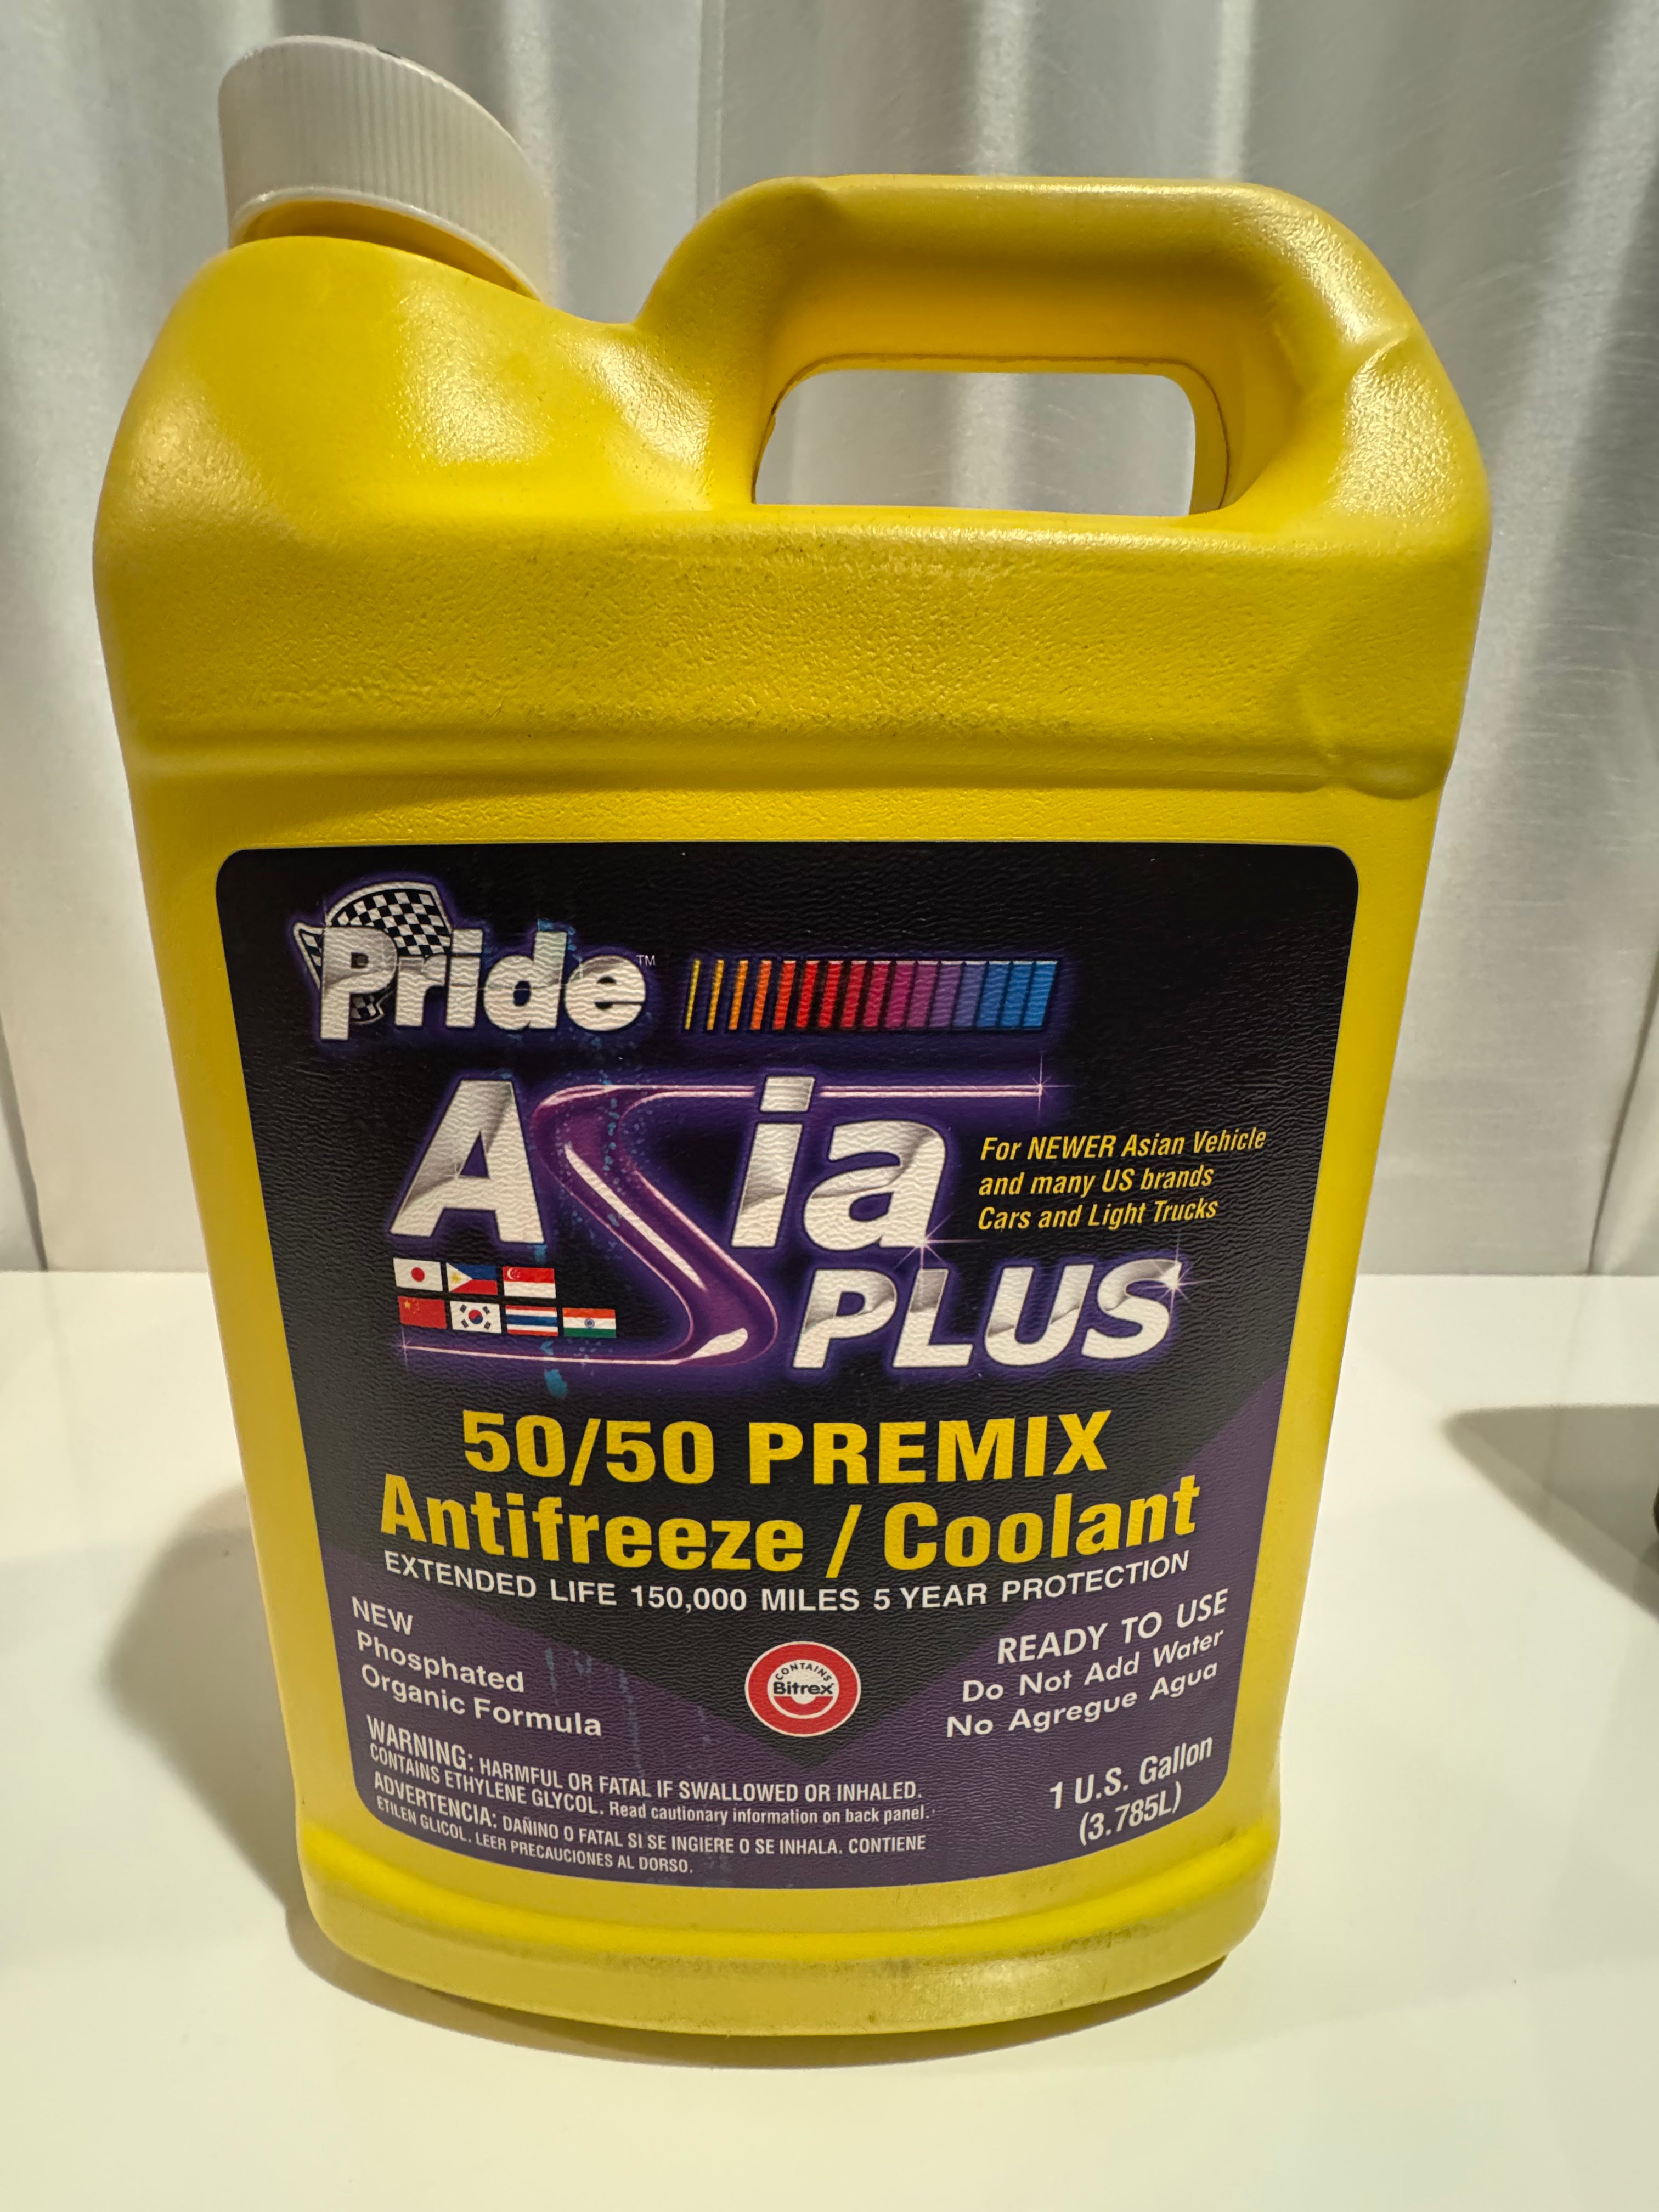 Pride™
Asia
For NEWER Asian Vehicle
and many US brands
Cars and Light Trucks
PLUS
50/50 PREMIX
Antifreeze / Coolant
EXTENDED LIFE 150,000 MILES 5 YEAR PROTECTION
NEW
Phosphated
Organic Formula
CONTAINS
Bitrex
READY TO USE
Do Not Add Water
No Agregue Agua
WARNING: HARMFUL OR FATAL IF SWALLOWED OR INHALED.
CONTAINS ETHYLENE GLYCOL. Read cautionary information on back panel.
ADVERTENCIA: DAÑINO O FATAL SI SE INGIERE O SE INHALA. CONTIENE
ETILEN GLICOL. LEER PRECAUCIONES AL DORSO.
1 U.S. Gallon
(3.785L)